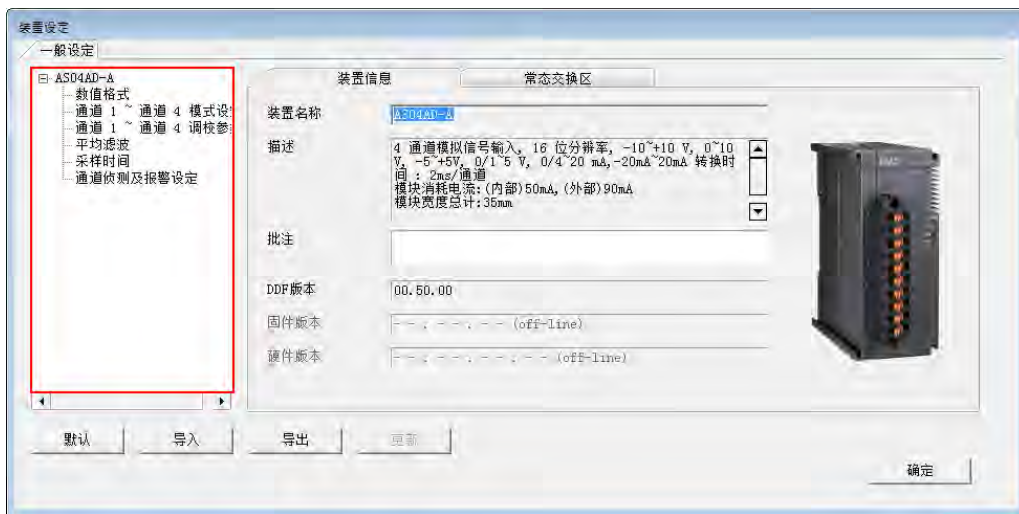 装置设定
一般设定
AS04AD-A
数值格式
通道 1 ~ 通道 4 模式设
通道 1 ~ 通道 4 调校参
平均滤波
采样时间
通道侦测及报警设定
装置信息
常态交换区
装置名称
AS04AD-A
描述
4 通道模拟信号输入, 16 位分辨率, -10~+10 V, 0~10
V, -5~+5V, 0/1~5 V, 0/4~20 mA,-20mA~20mA 转换时
间 : 2ms/通道
模块消耗电流:(内部)50mA,(外部)90mA
模块宽度总计:35mm
批注
DDF版本
00.50.00
固件版本
- - . - - . - - (off-line)
硬件版本
- - . - - . - - . - - (off-line)
默认
导入
导出
更新
确定